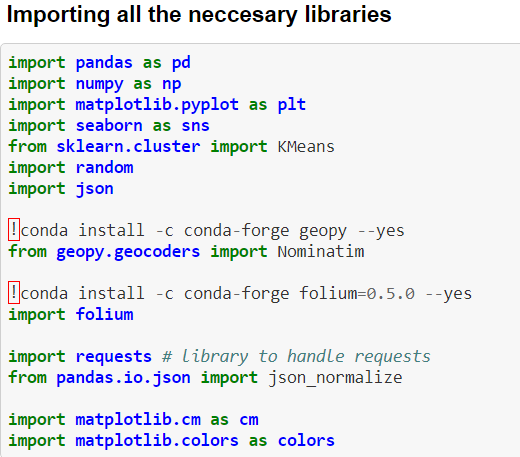 Importing all the neccesary libraries
import pandas as pd
import numpy as np
import matplotlib.pyplot as plt
import seaborn as sns
from sklearn.cluster import KMeans
import random
import json
!conda install -c conda-forge geopy --yes
from geopy.geocoders import Nominatim
!conda install -c conda-forge folium=0.5.0 --yes
import folium
import requests # library to handle requests
from pandas.io.json import json_normalize
import matplotlib.cm as cm
import matplotlib.colors as colors